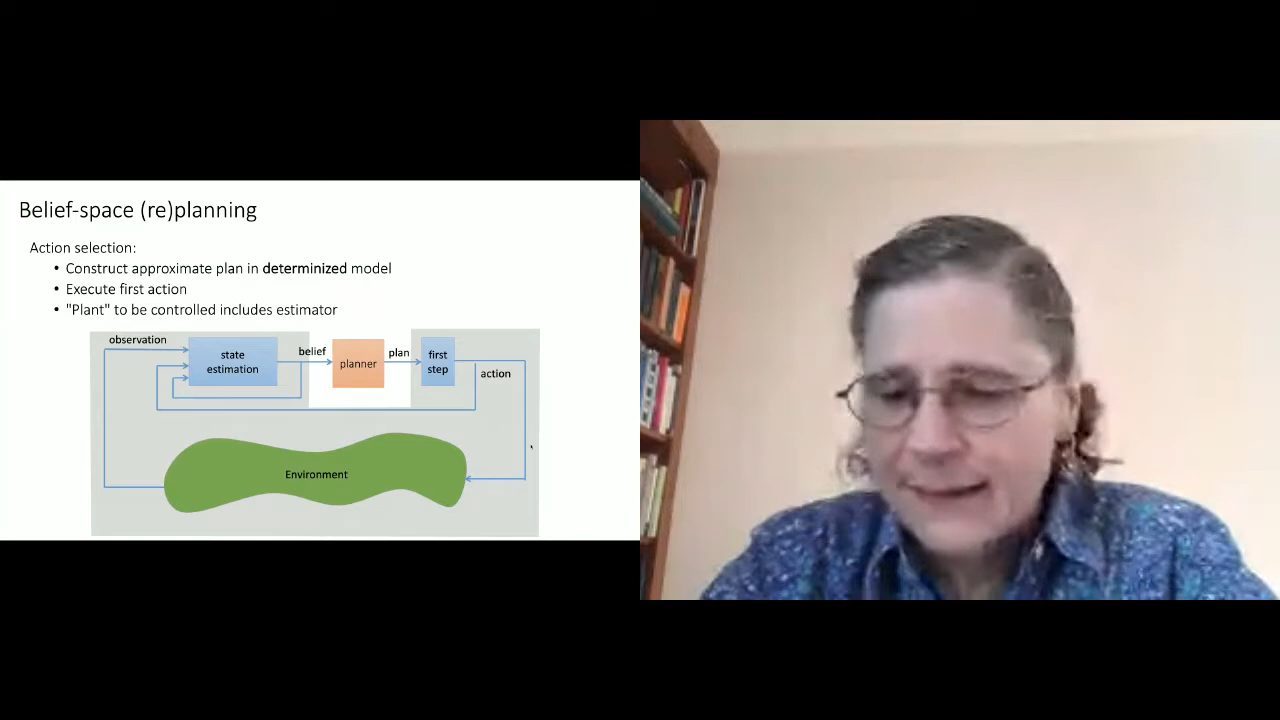 Belief-space (re)planning
Action selection:
• Construct approximate plan in determinized model
• Execute first action
• "Plant" to be controlled includes estimator
observation
state
estimation
belief
planner
plan
first
step
action
Environment